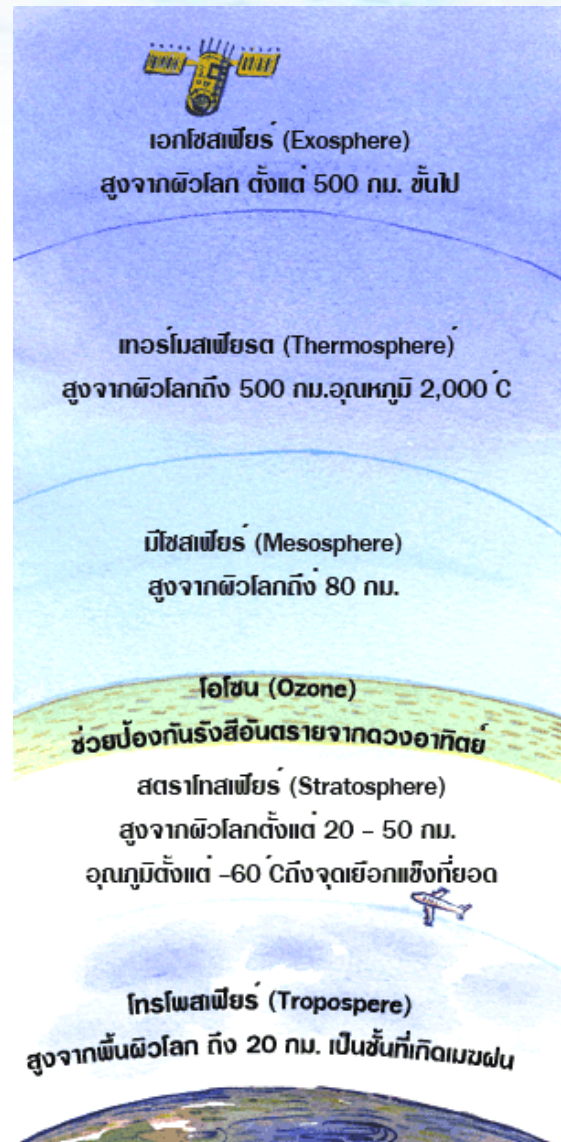 เอกโซสเฟียร์ (Exosphere)
สูงจากผิวโลก ตั้งแต่ 500 กม. ขั้นไป
เทอร์โมสเฟียรต (Thermosphere)่
สูงจากผิวโลกถึง 500 กม.อุณหภูมิ 2,000 ํC
มีโซสเฟียร์ (Mesosphere)
สูงจากผิวโลกถึง 80 กม.
โอโซน (Ozone)
ช่วยป้องกันรังสีอันตรายจากดวงอาทิตย์
สตราโทสเฟียร์ (Stratosphere)
สูงจากผิวโลกตั้งแต่ 20 – 50 กม.
อุณภูมิตั้งแต่ –60 ํCถึงจุดเยือกแข็งที่ยอด
โทรโพสเฟียร์ (Tropospere)
สูงจากพื้นผิวโลก ถึง 20 กม. เป็นชั้นที่เกิดเมฆฝน